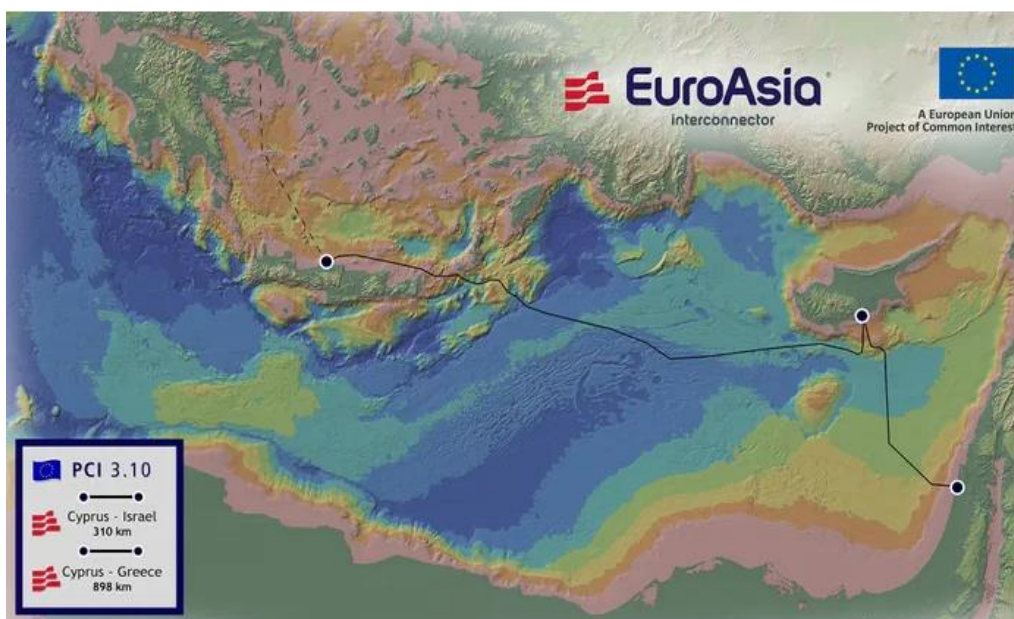 EuroAsia
interconnector
A European Union
Project of Common Interest
PCI 3.10
Cyprus - Israel
310 km
Cyprus - Greece
898 km